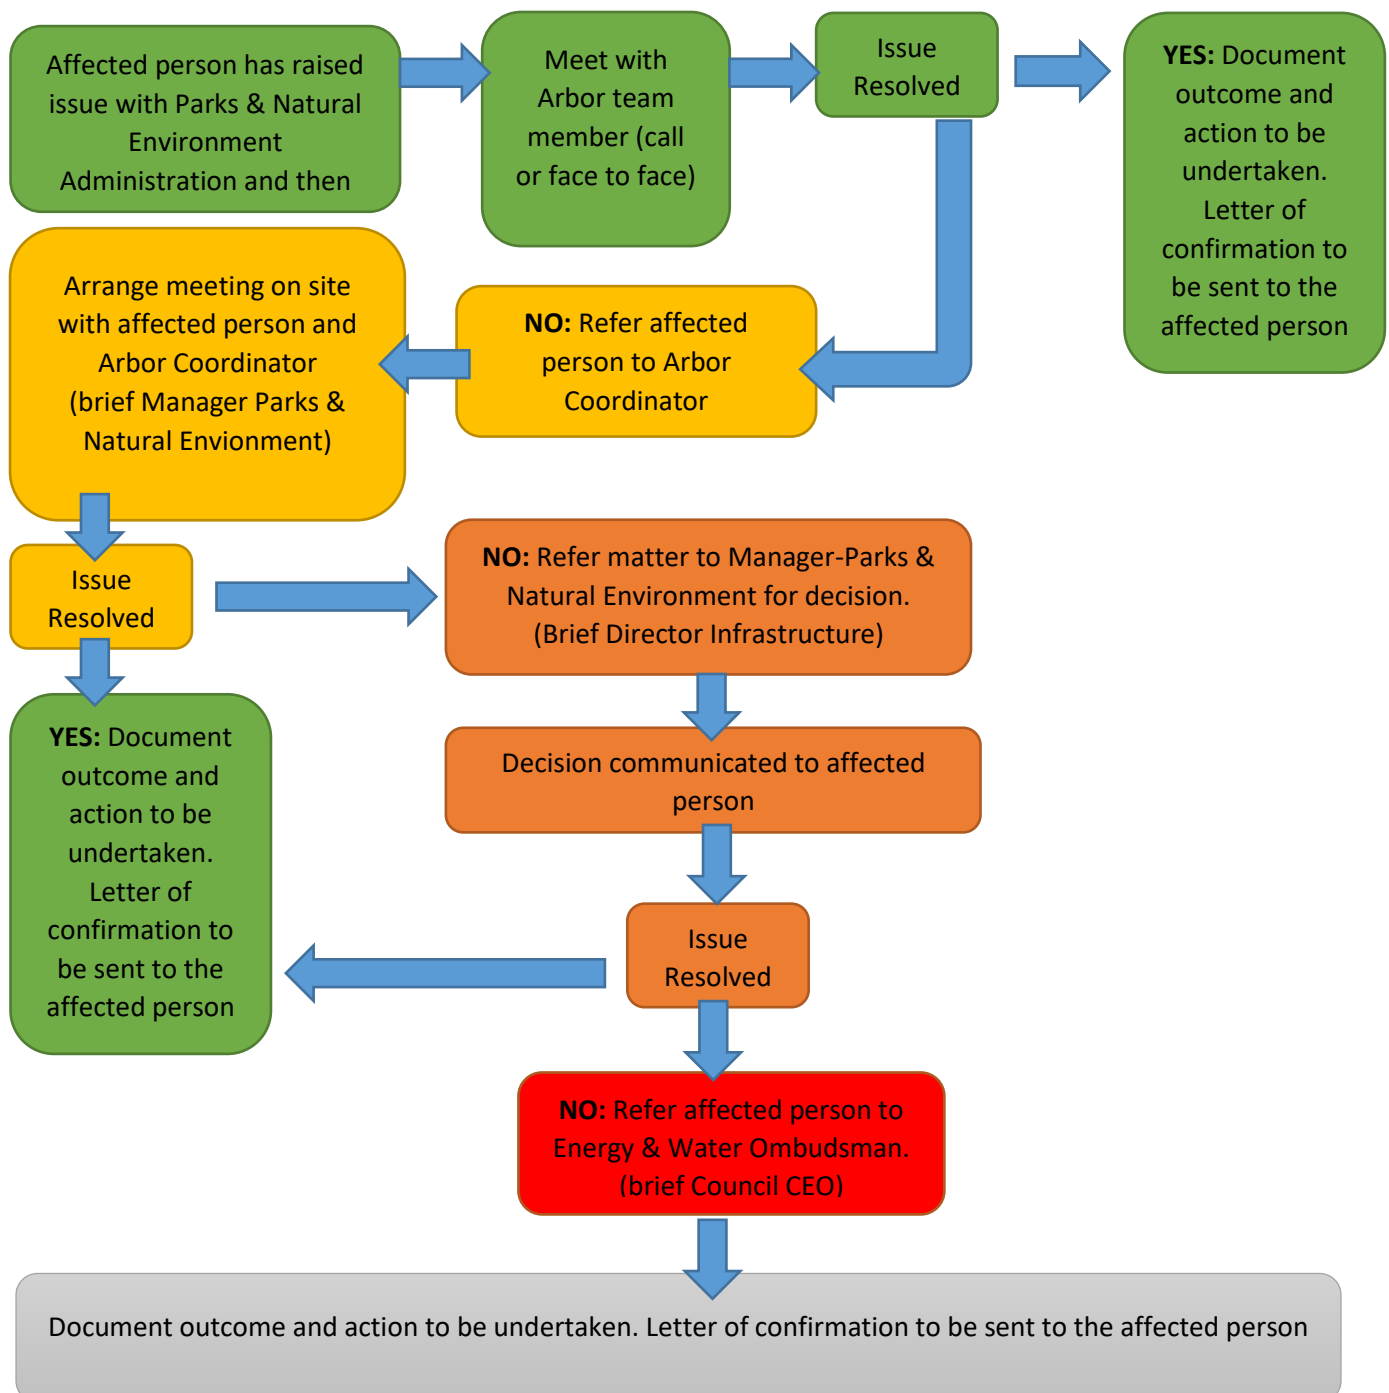 Affected person has raised
issue with Parks & Natural
Environment
Administration and then
Meet with
Arbor team
member (call
or face to face)
Issue
Resolved
YES: Document
outcome and
action to be
undertaken.
Letter of
confirmation to
be sent to the
affected person
NO: Refer affected
person to Arbor
Coordinator
Arrange meeting on site
with affected person and
Arbor Coordinator
(brief Manager Parks &
Natural Envionment)
Issue
Resolved
NO: Refer matter to Manager-Parks &
Natural Environment for decision.
(Brief Director Infrastructure)
YES: Document
outcome and
action to be
undertaken.
Letter of
confirmation to
be sent to the
affected person
Decision communicated to affected
person
Issue
Resolved
NO: Refer affected person to
Energy & Water Ombudsman.
(brief Council CEO)
Document outcome and action to be undertaken. Letter of confirmation to be sent to the affected person